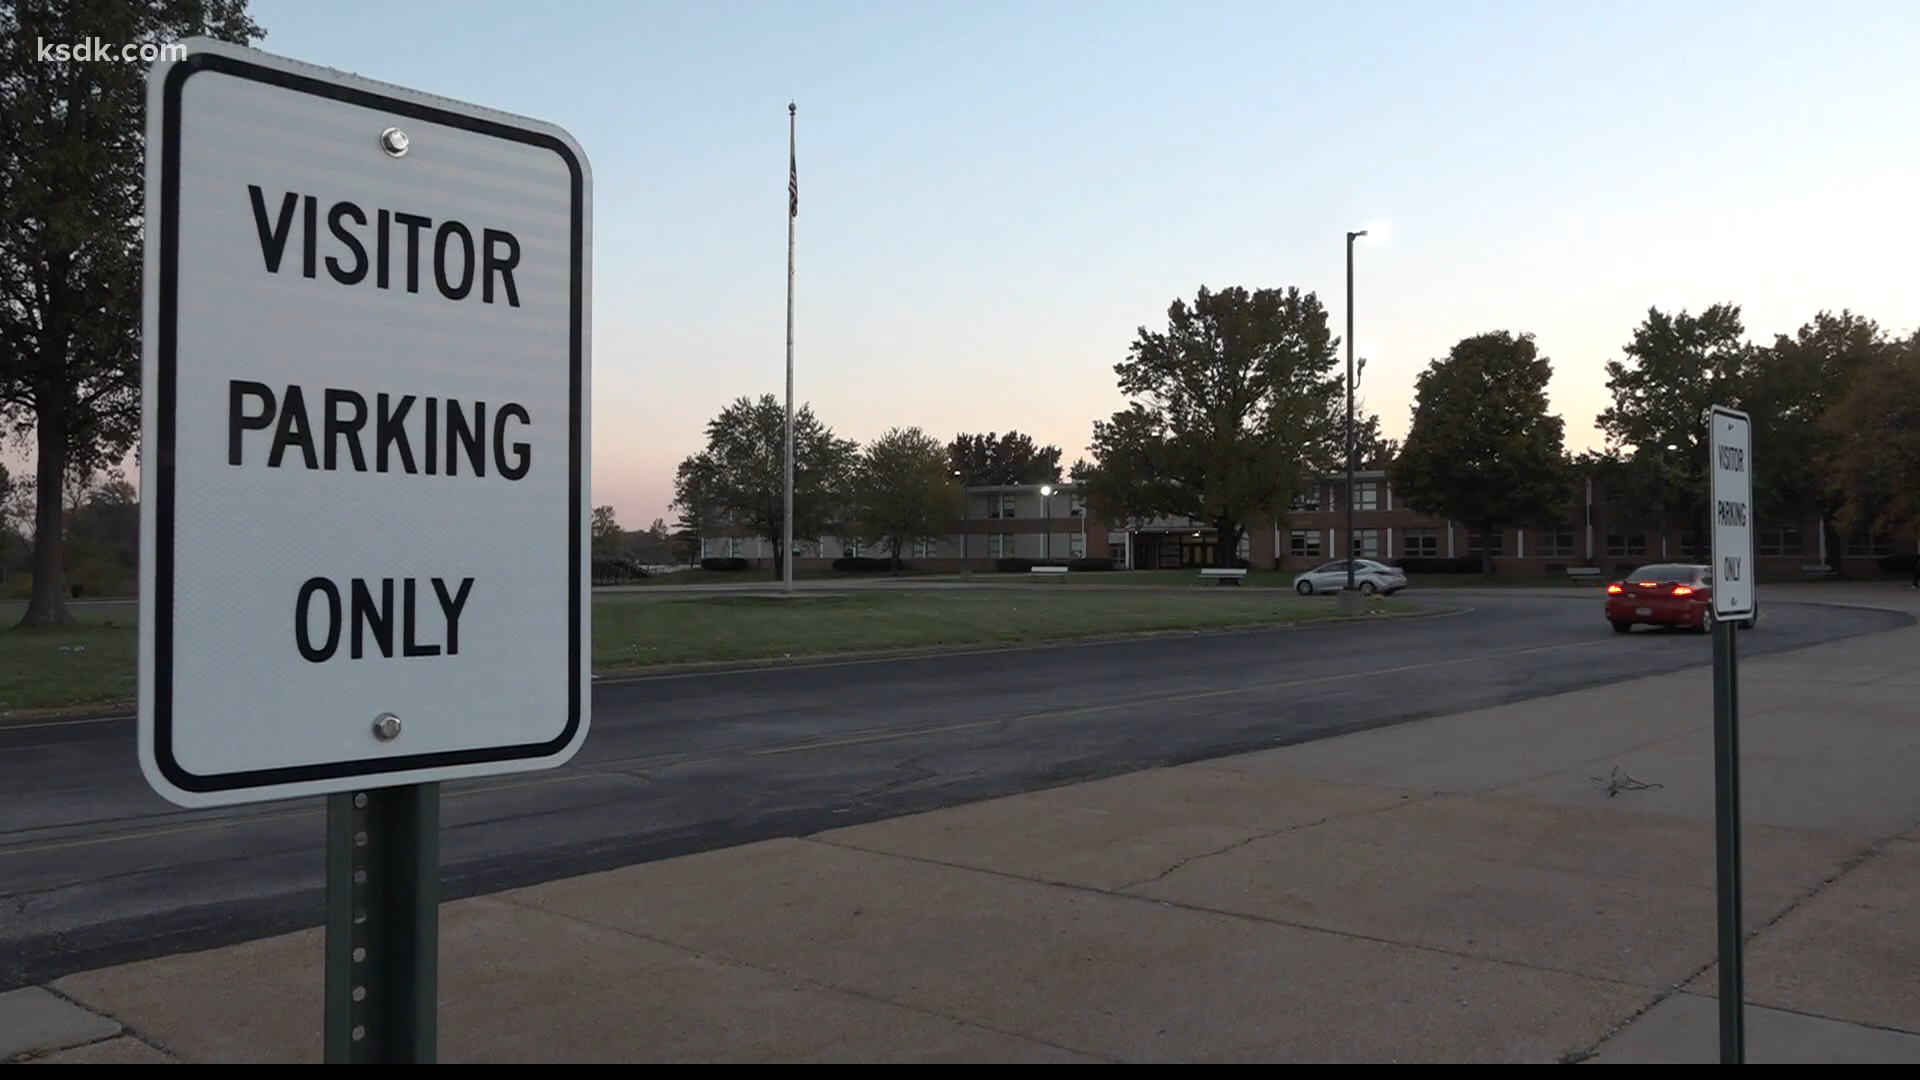 ksdk.com
VISITOR
PARKING
ONLY
VISITOR
PARKING
ONLY